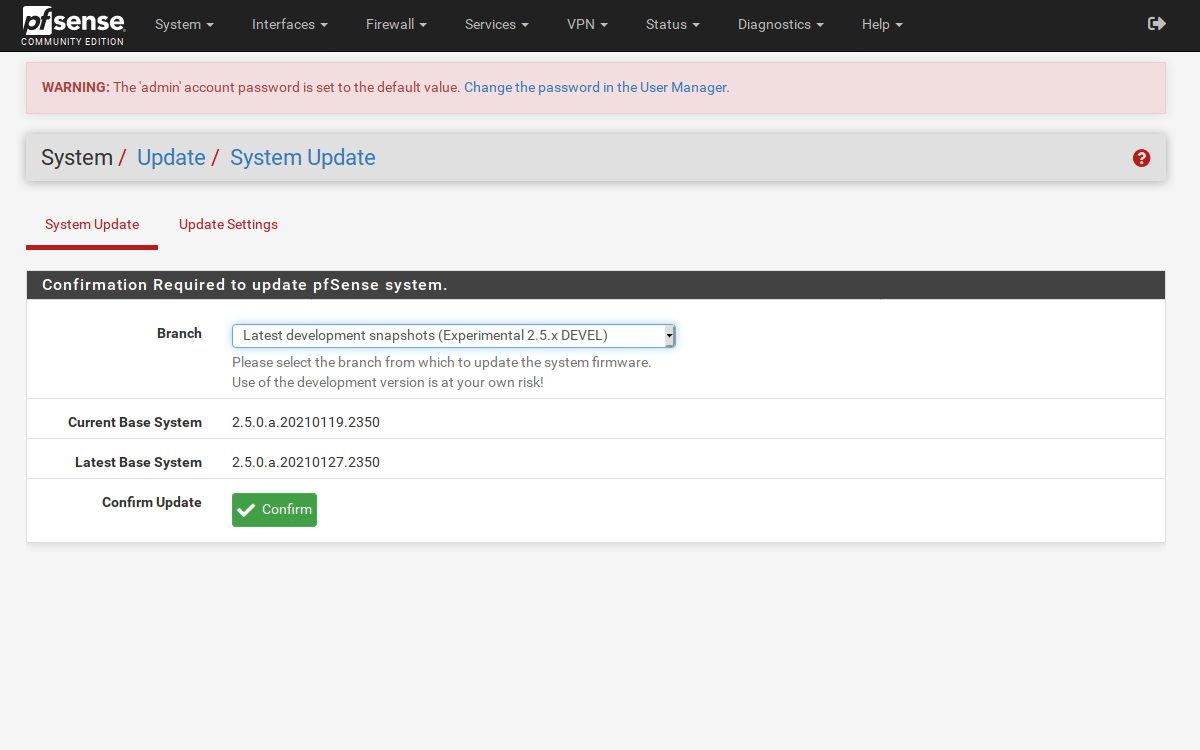 pfsense
COMMUNITY EDITION
System Interfaces Firewall Services VPN Status Diagnostics Help
WARNING: The 'admin' account password is set to the default value. Change the password in the User Manager.
System / Update / System Update
System Update Update Settings
Confirmation Required to update pfSense system.
Branch Latest development snapshots (Experimental 2.5.x DEVEL)
Please select the branch from which to update the system firmware.
Use of the development version is at your own risk!
Current Base System 2.5.0.a.20210119.2350
Latest Base System 2.5.0.a.20210127.2350
Confirm Update Confirm